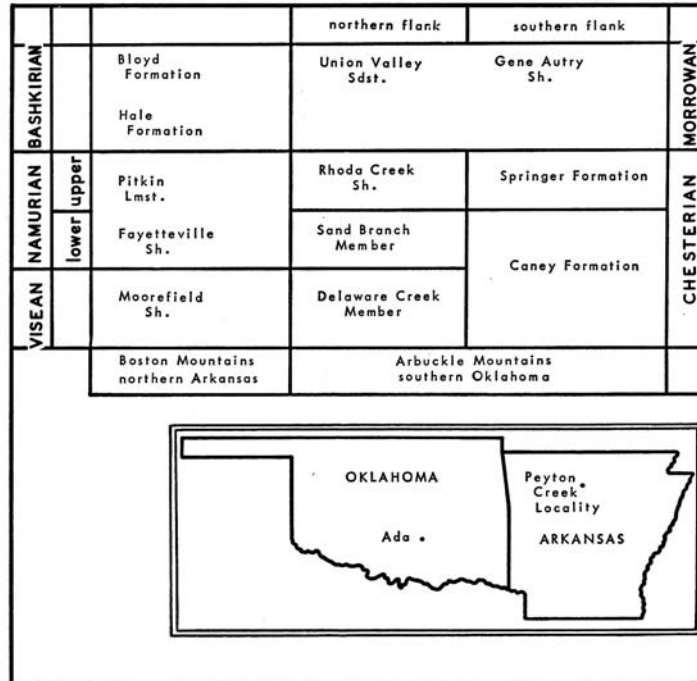 northern flank
southern flank
BASHKIRIAN
Bloyd
Formation
Hale
Formation
Union Valley
Sdst.
Gene Autry
Sh.
MORROWAN
NAMURIAN
upper
lower
Pitkin
Lmst.
Fayetteville
Sh.
Rhoda Creek
Sh.
Springer Formation
Sand Branch
Member
Caney Formation
CHESTERIAN
VISEAN
Moorefield
Sh.
Delaware Creek
Member
Boston Mountains
northern Arkansas
Arbuckle Mountains
southern Oklahoma
OKLAHOMA
Ada
Peyton
Creek
Locality
ARKANSAS